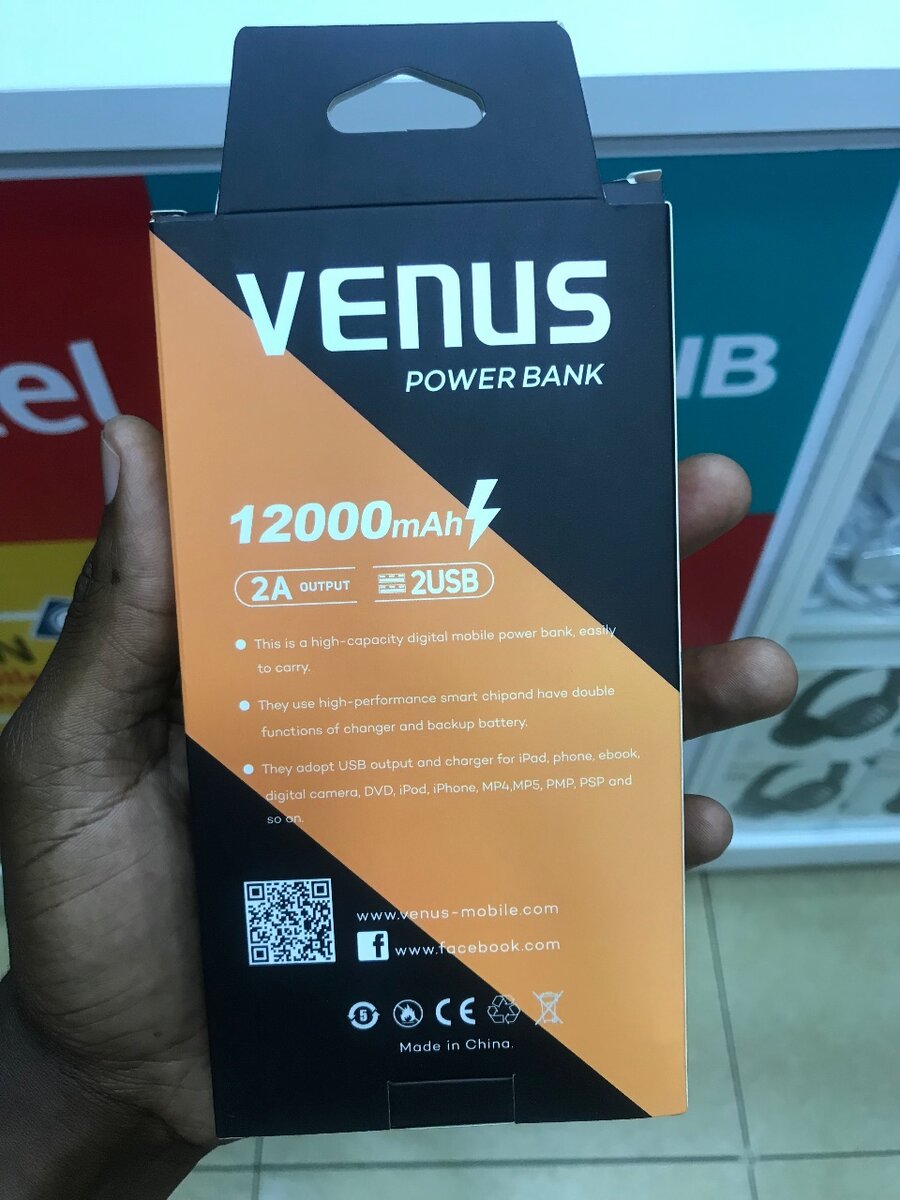 VENUS
POWER BANK
el
IB
12000mAh
2A OUTPUT
2USB
This is a high-capacity digital mobile power bank, easily
to carry.
They use high-performance smart chipand have double
functions of changer and backup battery.
They adopt USB output and charger for iPad, phone, ebook,
digital camera, DVD, iPod, iPhone, MP4,MP5, PMP, PSP and
so on.
www.venus-mobile.com
f www.facebook.com
5
CE
Made in China.